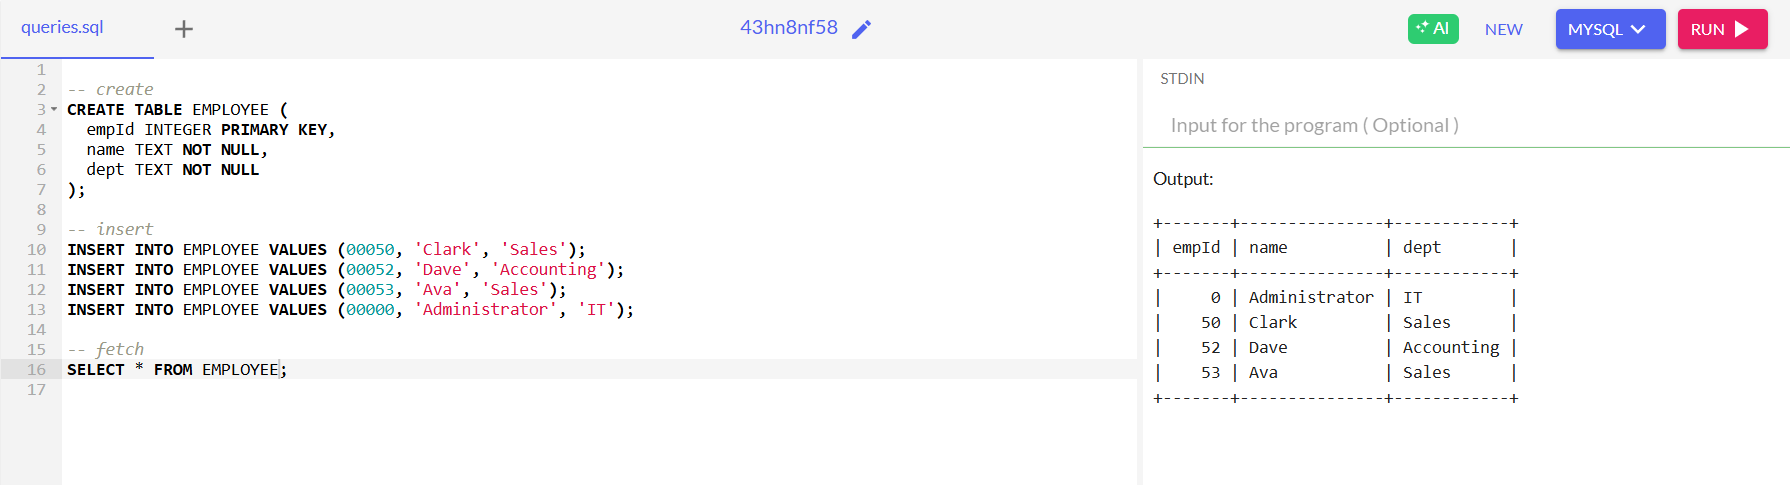 queries.sql
+
43hn8nf58
AI
NEW
MYSQL
RUN
1
2 -- create
3 CREATE TABLE EMPLOYEE (
4   empId INTEGER PRIMARY KEY,
5   name TEXT NOT NULL,
6   dept TEXT NOT NULL
7 );
8
9 -- insert
10 INSERT INTO EMPLOYEE VALUES (00050, 'Clark', 'Sales');
11 INSERT INTO EMPLOYEE VALUES (00052, 'Dave', 'Accounting');
12 INSERT INTO EMPLOYEE VALUES (00053, 'Ava', 'Sales');
13 INSERT INTO EMPLOYEE VALUES (00000, 'Administrator', 'IT');
14
15 -- fetch
16 SELECT * FROM EMPLOYEE;
17
STDIN
Input for the program ( Optional )
Output:
+-------+---------------+------------+
| empId | name          | dept       |
+-------+---------------+------------+
|     0 | Administrator | IT         |
|    50 | Clark         | Sales      |
|    52 | Dave          | Accounting |
|    53 | Ava           | Sales      |
+-------+---------------+------------+